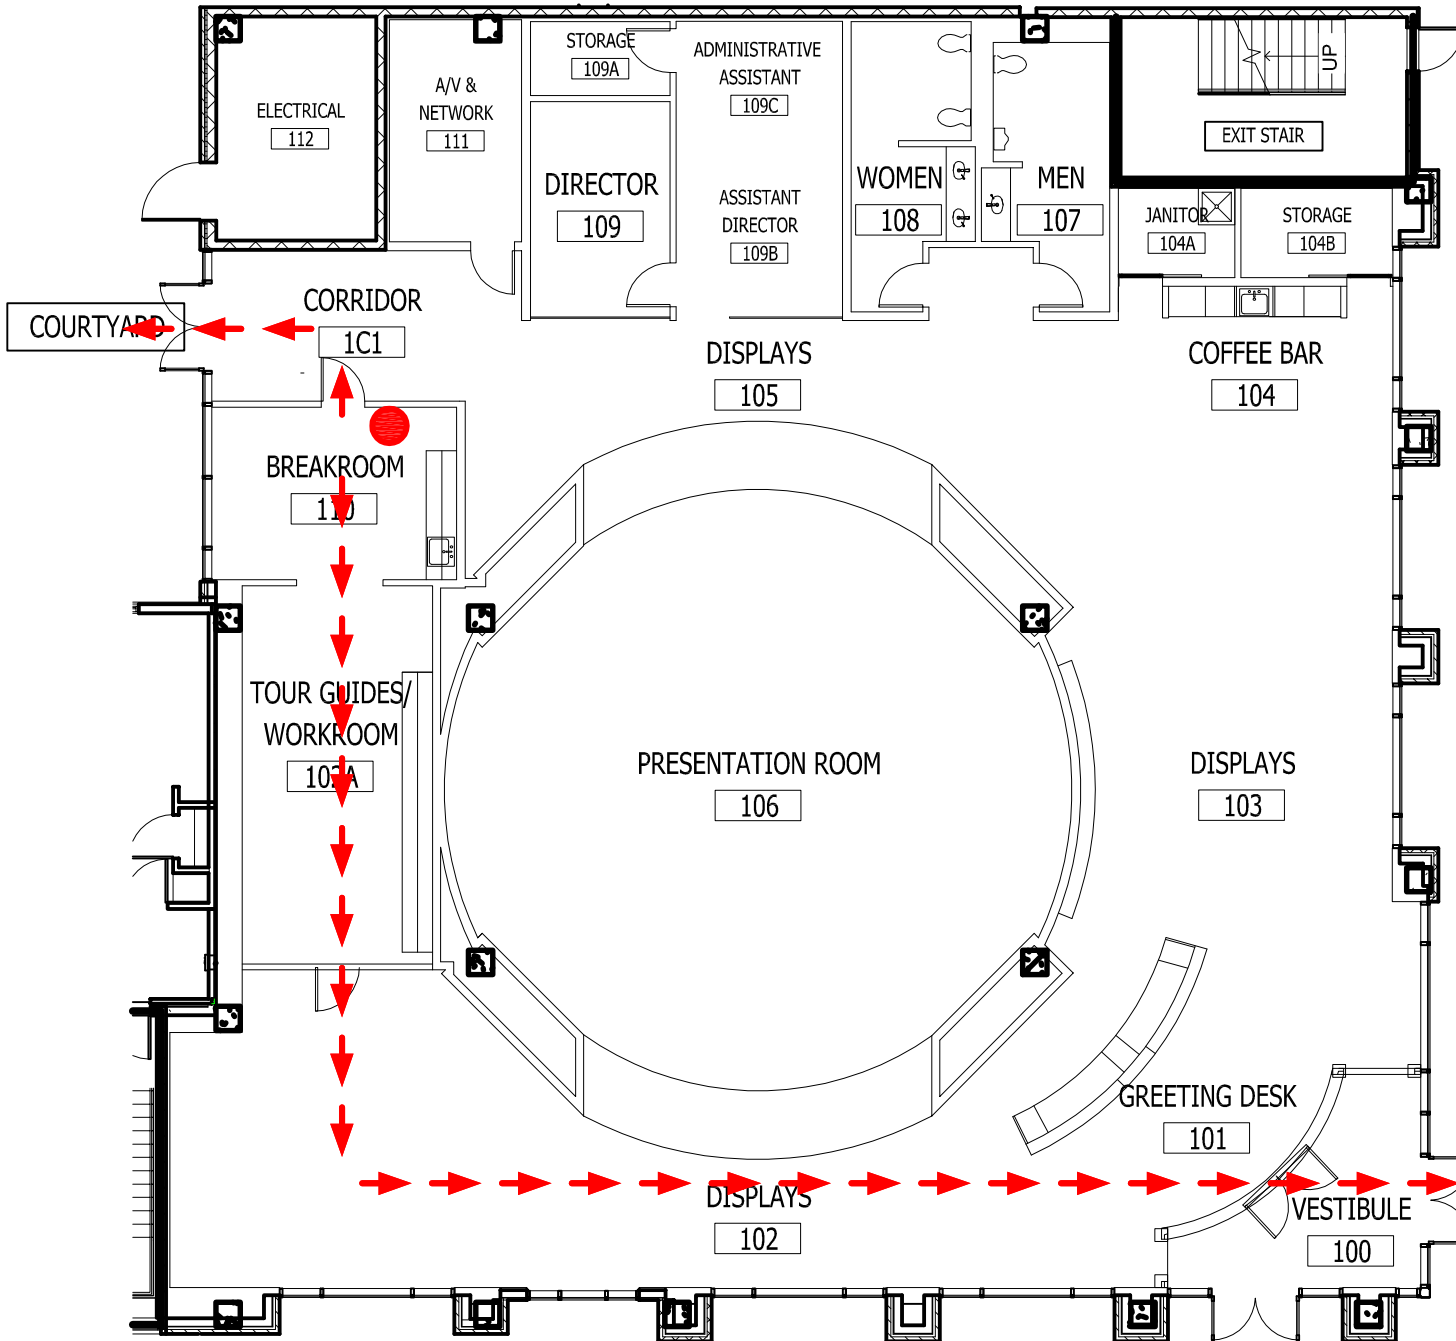 STORAGE
109A
ADMINISTRATIVE
ASSISTANT
109C
A/V &
NETWORK
111
ELECTRICAL
112
UP
EXIT STAIR
DIRECTOR
109
ASSISTANT
DIRECTOR
109B
WOMEN
108
MEN
107
JANITOR
104A
STORAGE
104B
CORRIDOR
1C1
COURTYARD
DISPLAYS
105
COFFEE BAR
104
BREAKROOM
110
TOUR GUIDES/
WORKROOM
102A
PRESENTATION ROOM
106
DISPLAYS
103
GREETING DESK
101
DISPLAYS
102
VESTIBULE
100